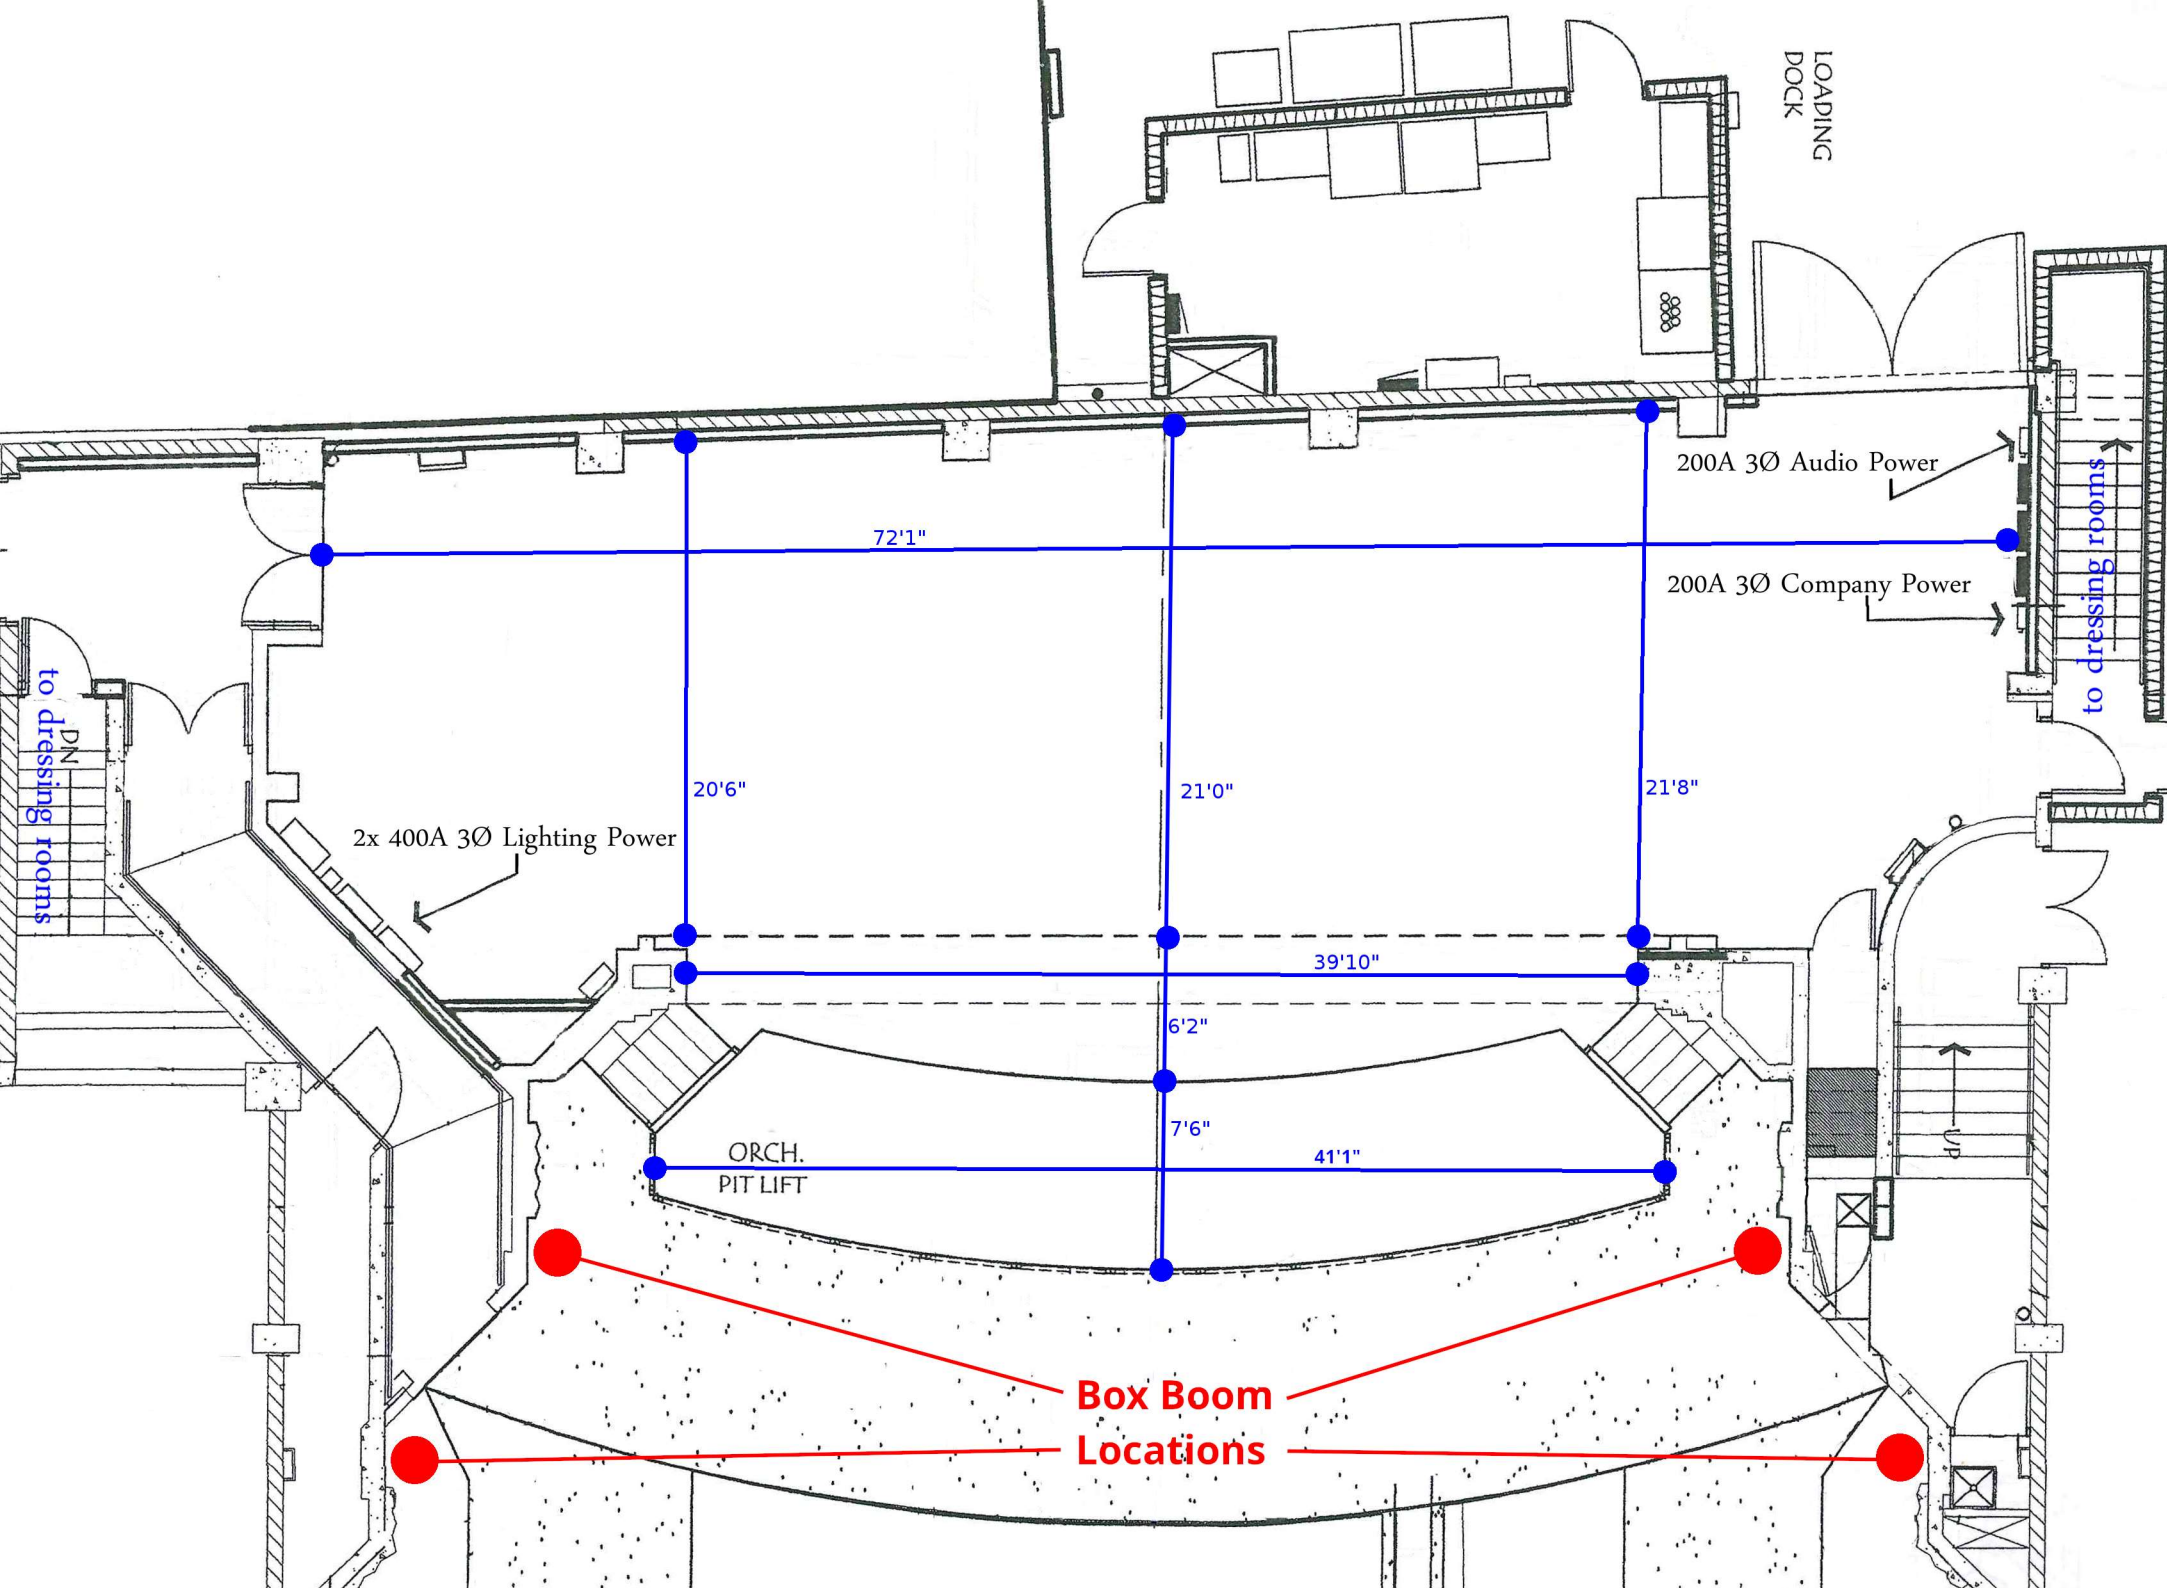 LOADING
DOCK
200A 3Ø Audio Power
72'1"
200A 3Ø Company Power
to dressing rooms
to dressing rooms
DN
20'6"
21'0"
21'8"
2x 400A 3Ø Lighting Power
39'10"
6'2"
7'6"
ORCH.
PIT LIFT
41'1"
UP
Box Boom
Locations